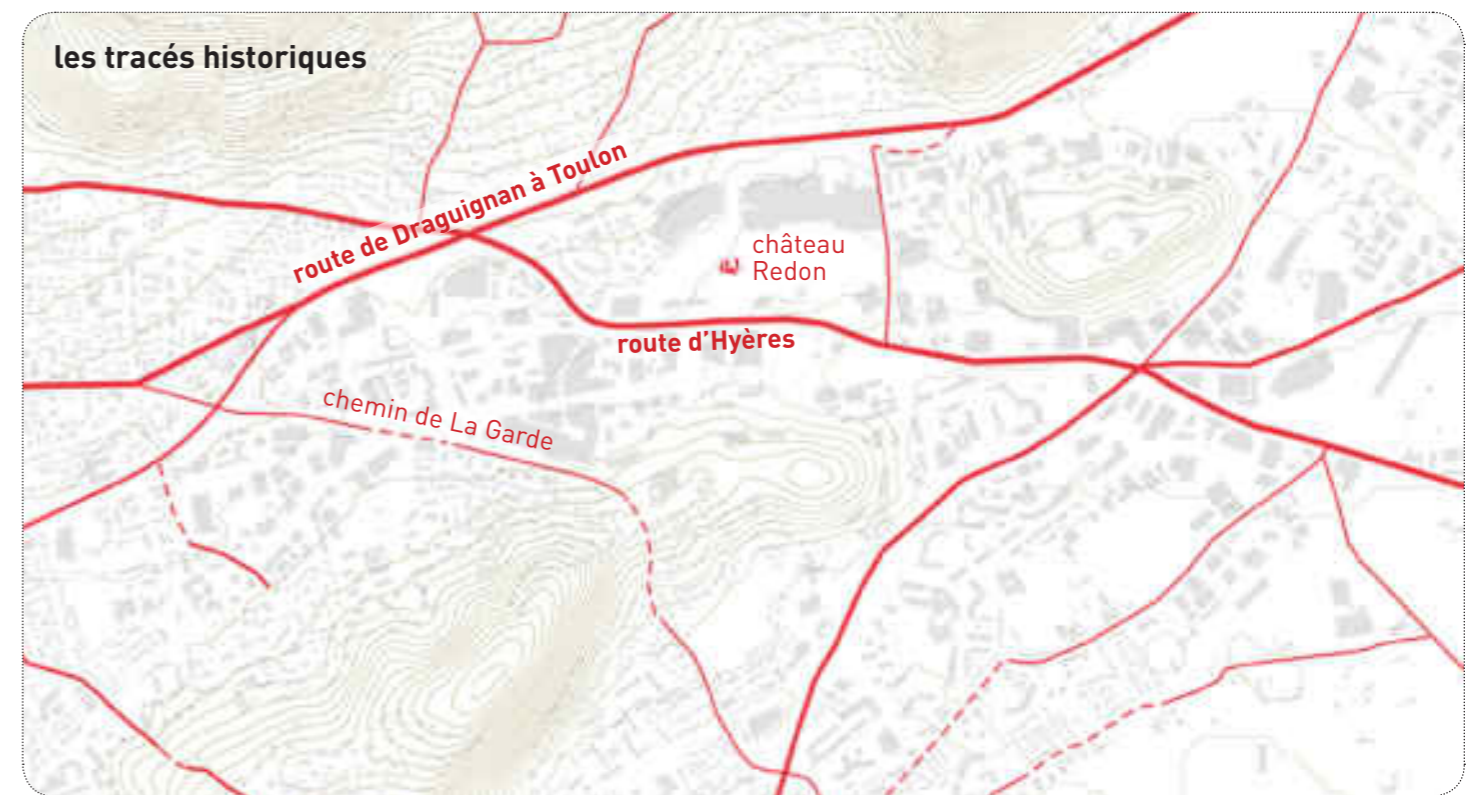 les tracés historiques
route de Draguignan à Toulon
château
Redon
route d'Hyères
chemin de La Garde